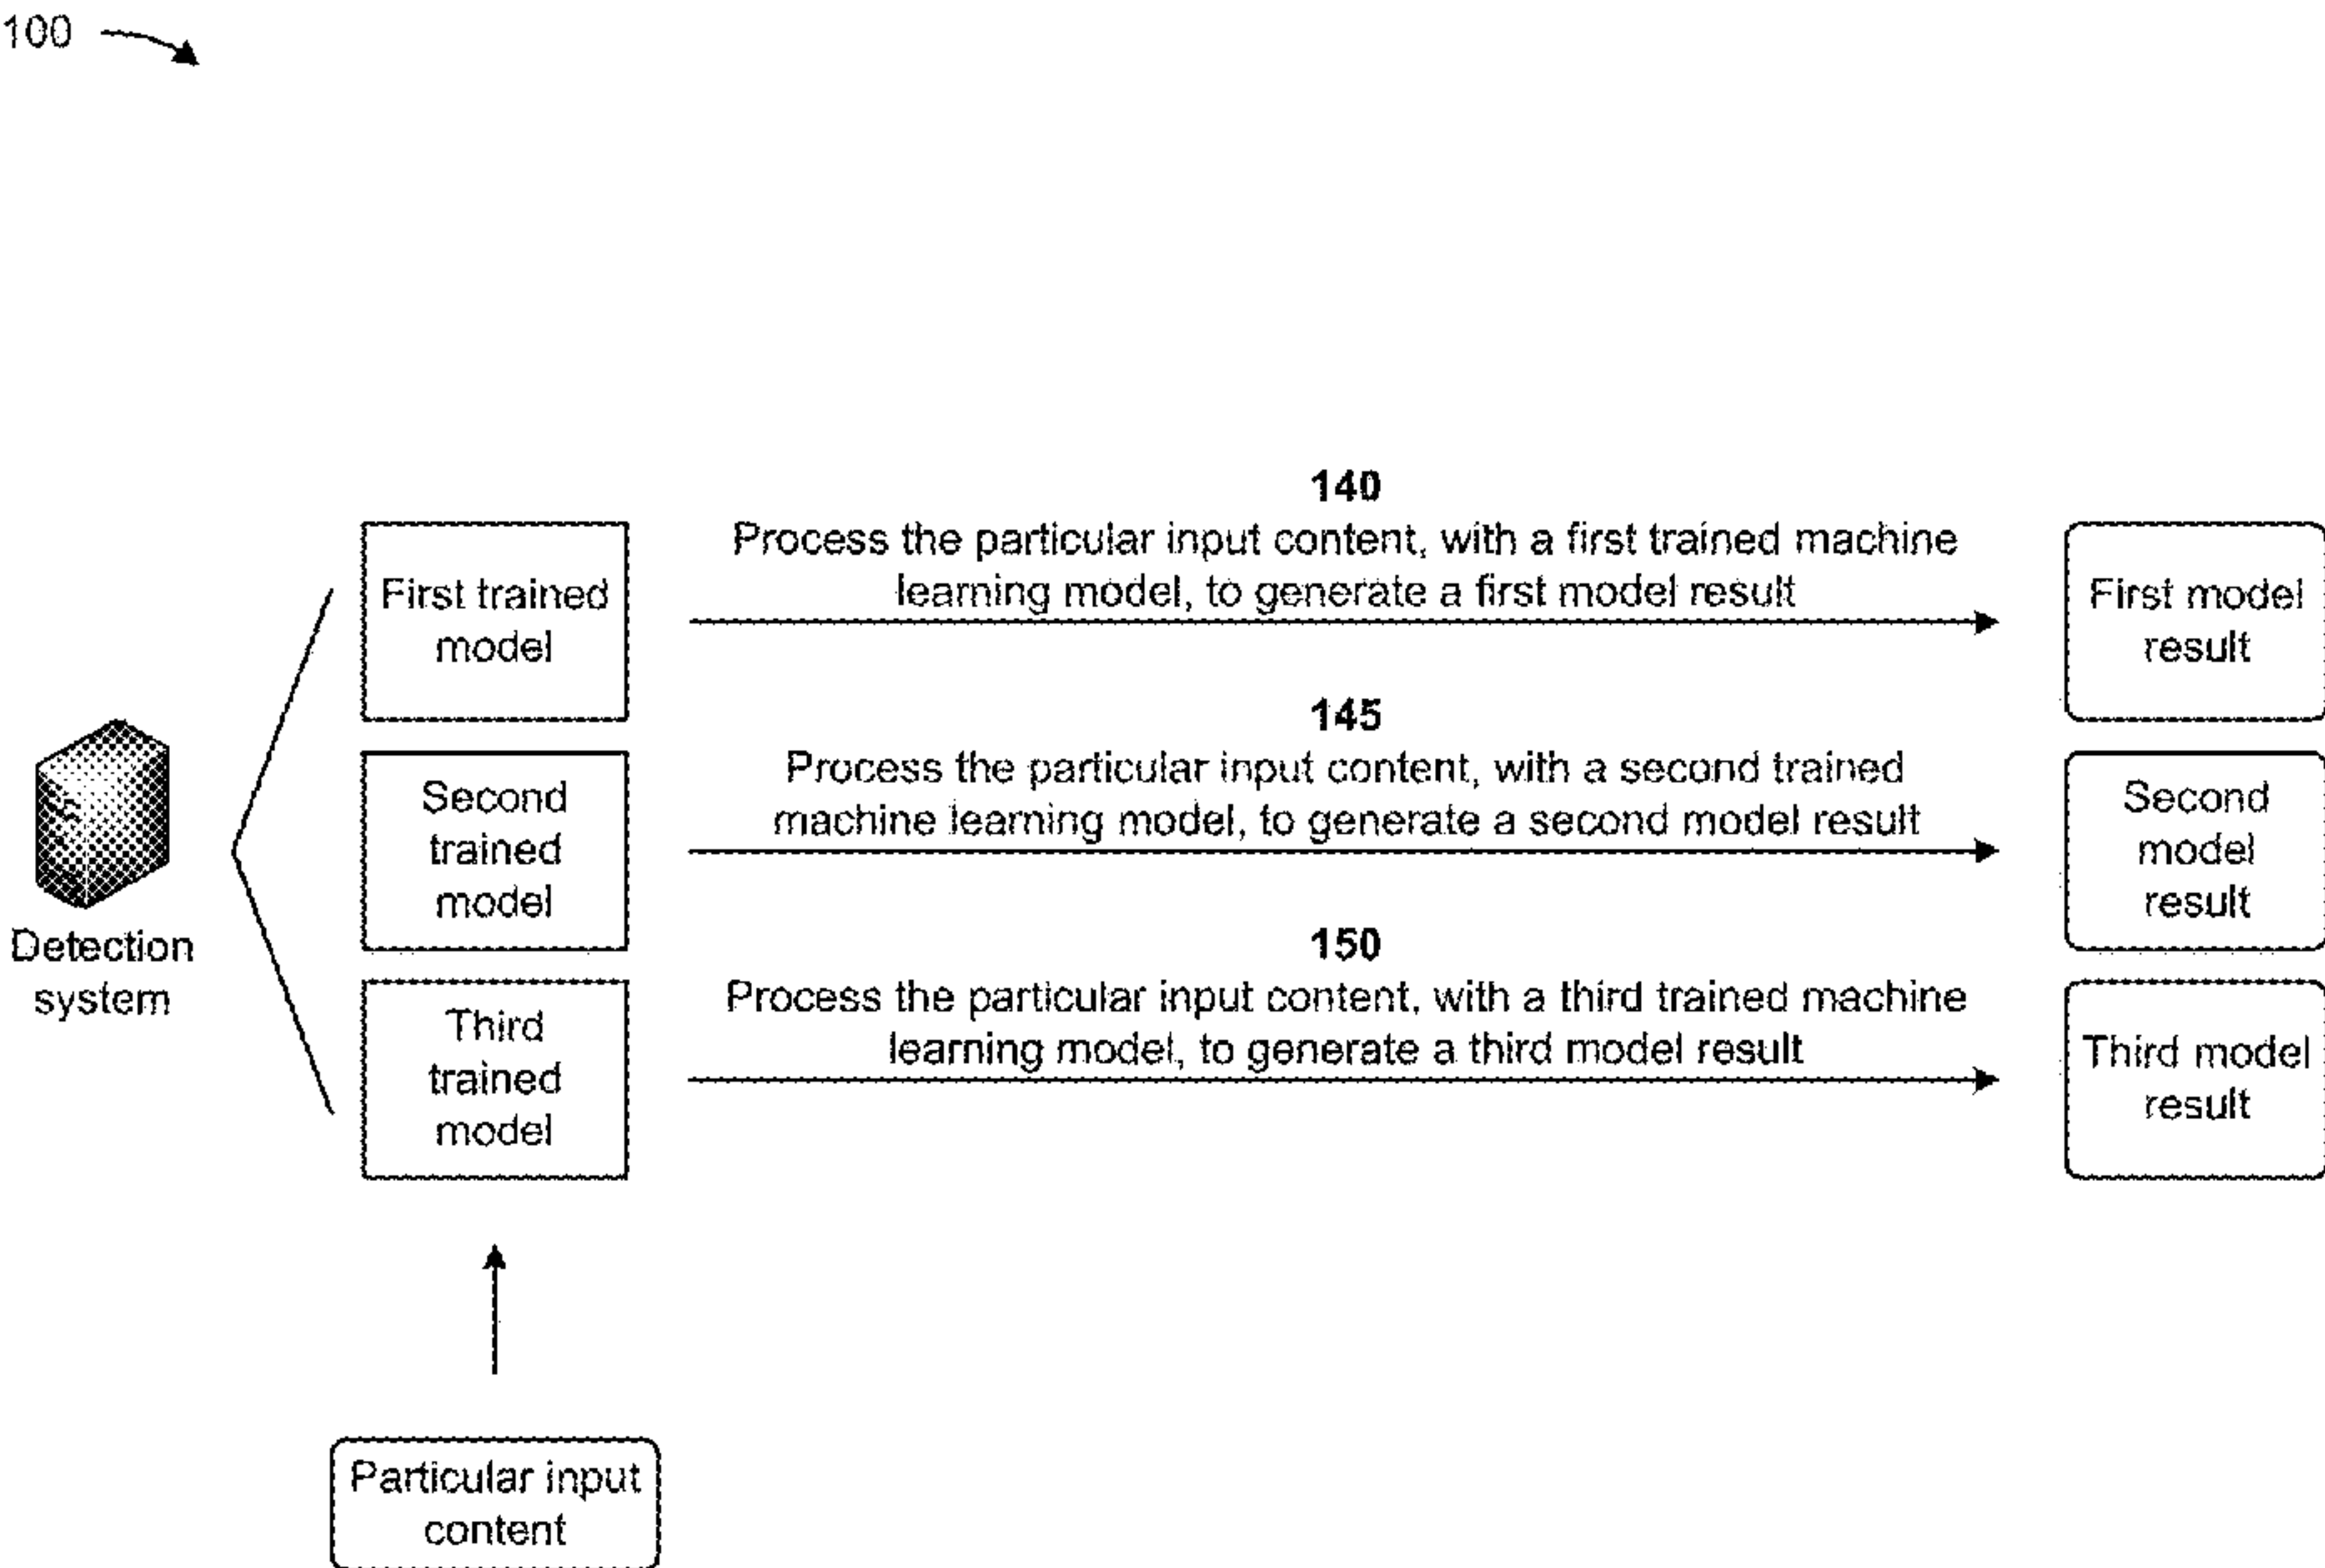 100
140
Process the particular input content, with a first trained machine
learning model, to generate a first model result
First trained
model
First model
result
145
Process the particular input content, with a second trained
machine learning model, to generate a second model result
Second
trained
model
Second
model
result
Detection
system
150
Process the particular input content, with a third trained machine
learning model, to generate a third model result
Third
trained
model
Third model
result
Particular input
content